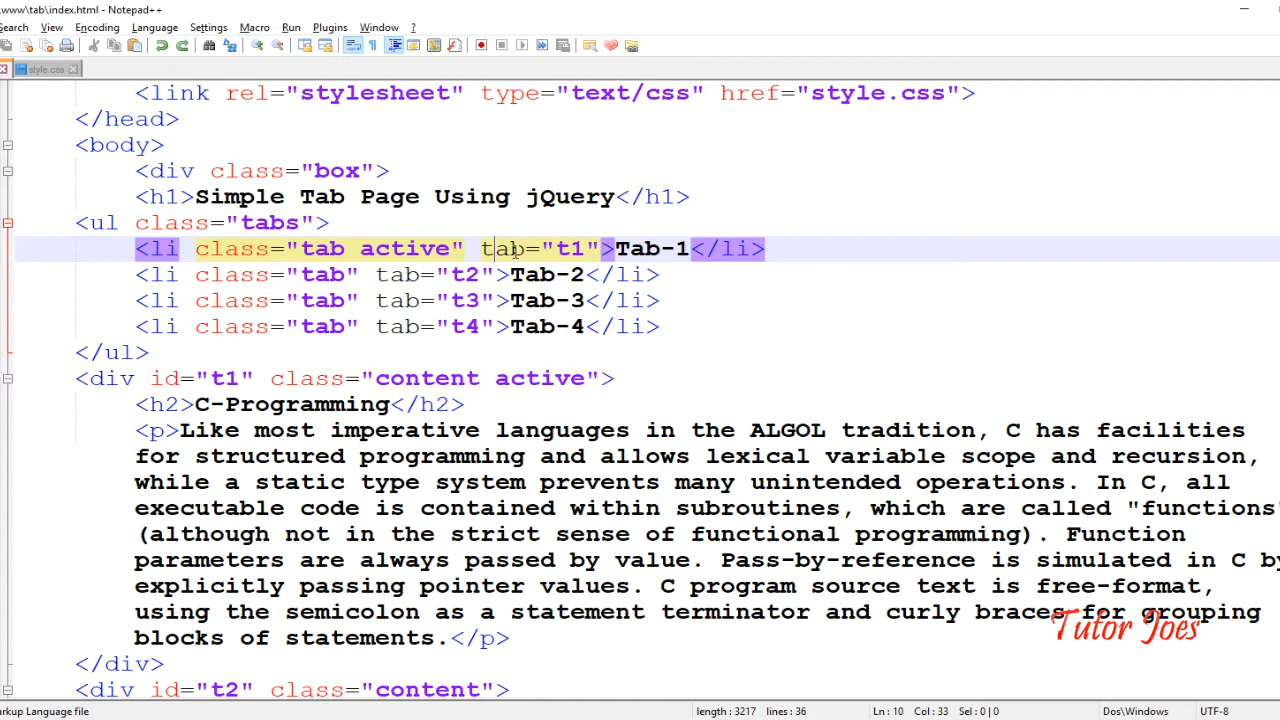 www\tab\index.html - Notepad++
Search View Encoding Language Settings Macro Run Plugins Window ?
style.css
<link rel="stylesheet" type="text/css" href="style.css">
</head>
<body>
<div class="box">
<h1>Simple Tab Page Using jQuery</h1>
<ul class="tabs">
<li class="tab active" tab="t1">Tab-1</li>
<li class="tab" tab="t2">Tab-2</li>
<li class="tab" tab="t3">Tab-3</li>
<li class="tab" tab="t4">Tab-4</li>
</ul>
<div id="t1" class="content active">
<h2>C-Programming</h2>
<p>Like most imperative languages in the ALGOL tradition, C has facilities
for structured programming and allows lexical variable scope and recursion,
while a static type system prevents many unintended operations. In C, all
executable code is contained within subroutines, which are called "functions"
(although not in the strict sense of functional programming). Function
parameters are always passed by value. Pass-by-reference is simulated in C by
explicitly passing pointer values. C program source text is free-format,
using the semicolon as a statement terminator and curly braces for grouping
blocks of statements.</p>
Tutor Joes
</div>
<div id="t2" class="content">
arkup Language file length : 3217 lines : 36 Ln : 10 Col : 33 Sel : 0 | 0 Dos\Windows UTF-8